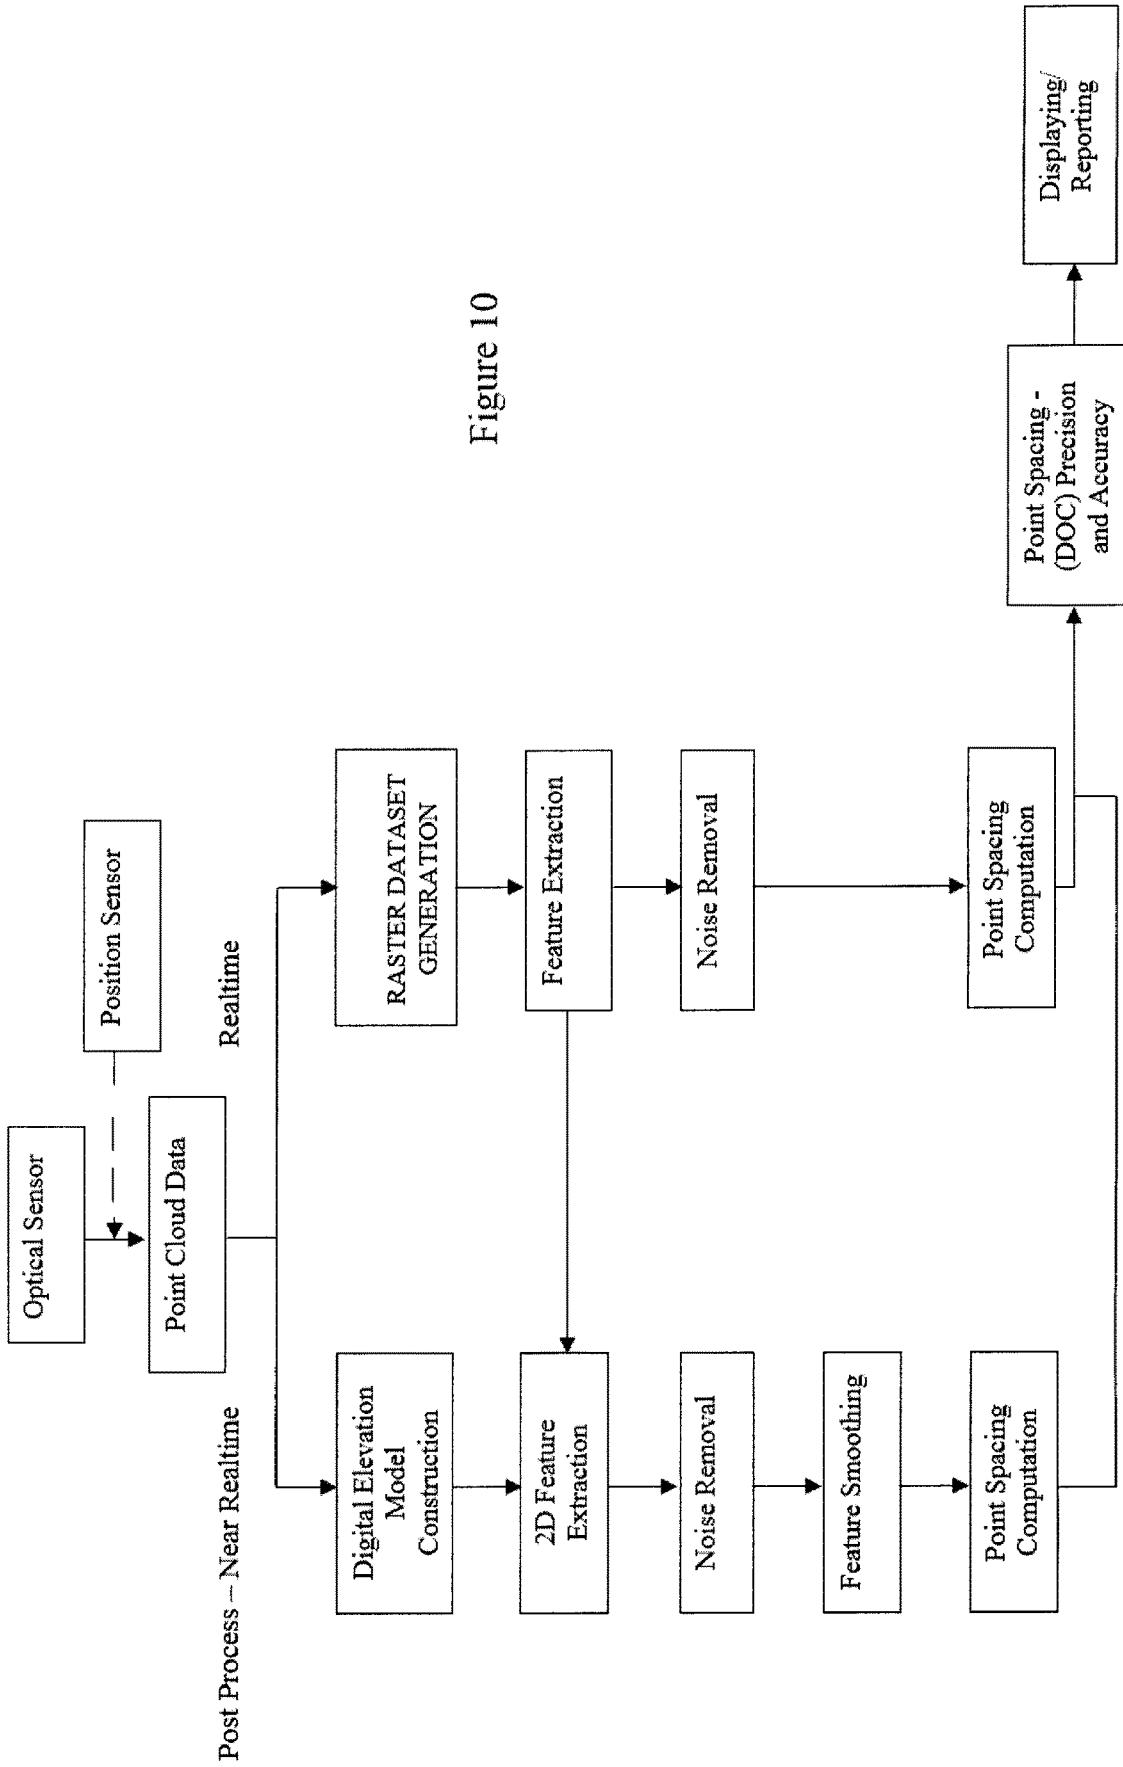 Optical Sensor
Position Sensor
Point Cloud Data
Post Process – Near Realtime
Realtime
Digital Elevation
Model
Construction
RASTER DATASET
GENERATION
2D Feature
Extraction
Feature Extraction
Noise Removal
Noise Removal
Feature Smoothing
Point Spacing
Computation
Point Spacing
Computation
Point Spacing -
(DOC) Precision
and Accuracy
Displaying/
Reporting
Figure 10